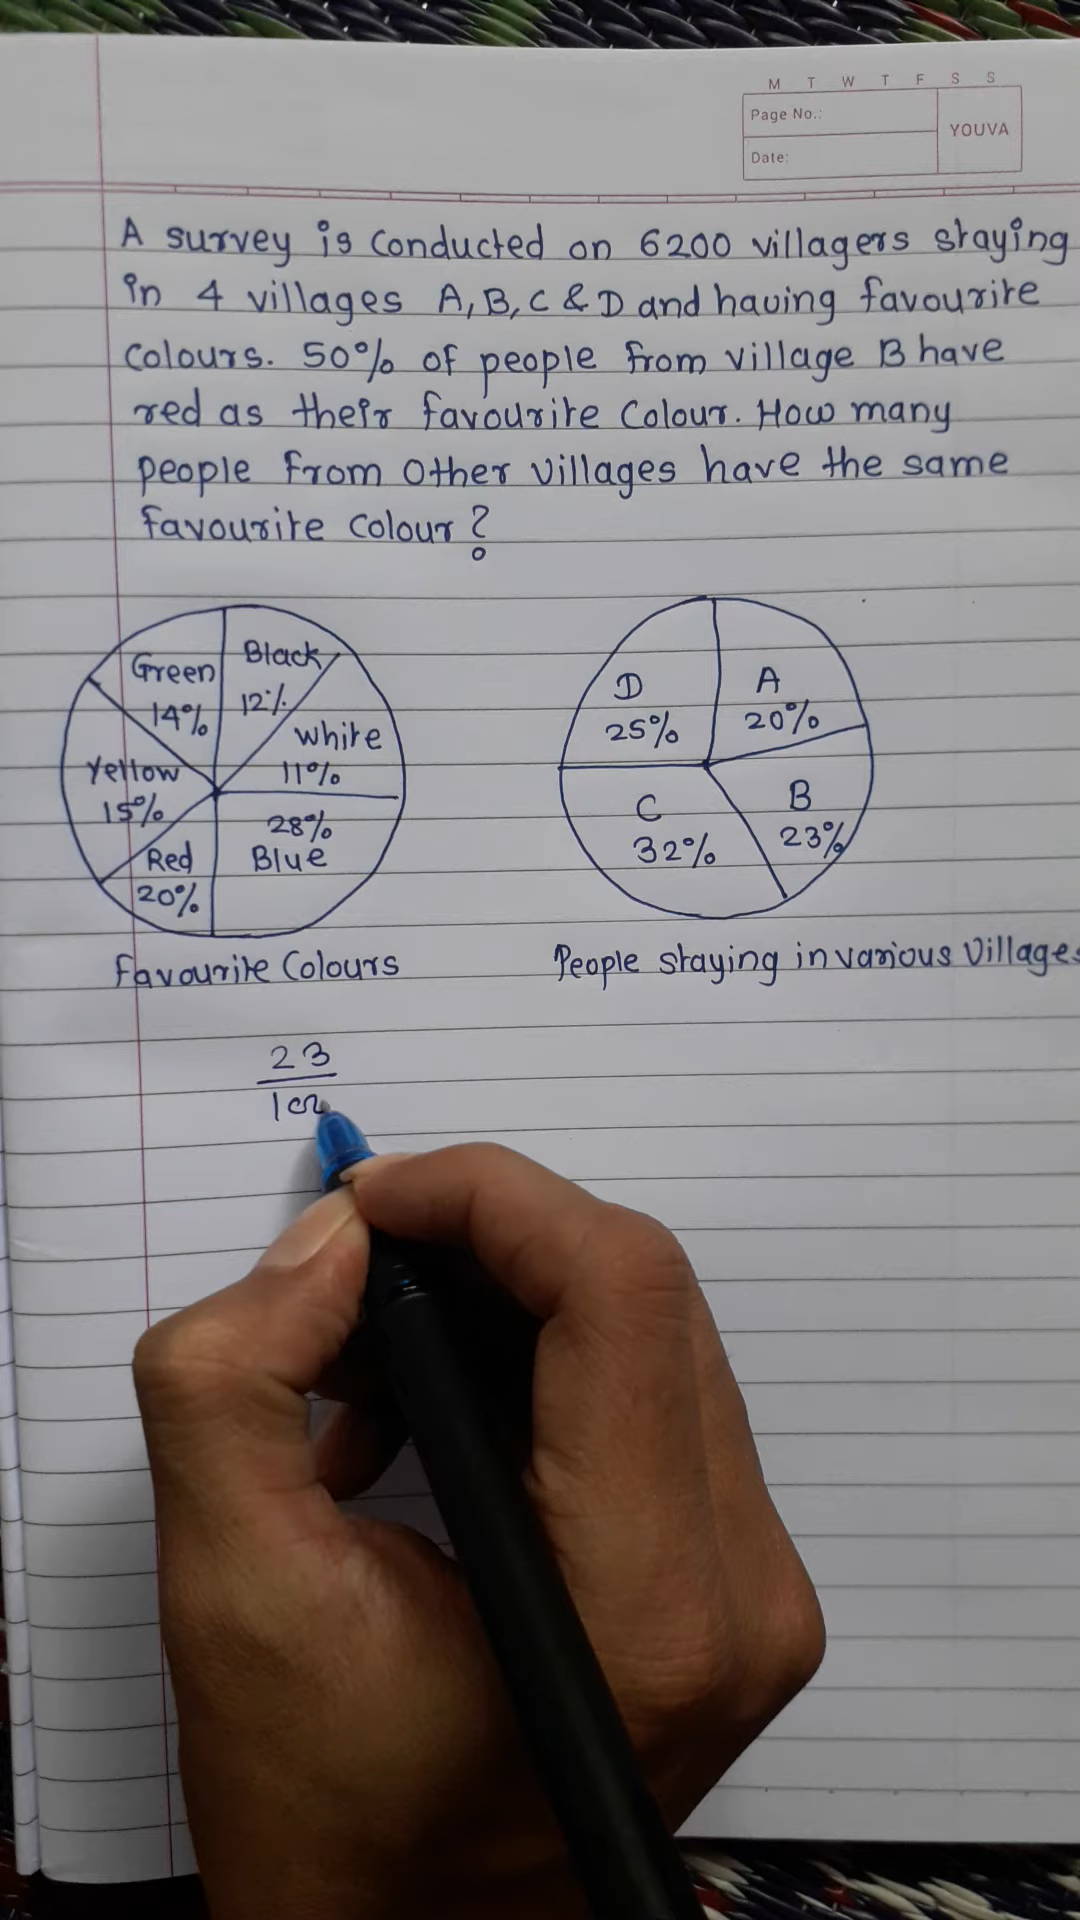 M T W T F S S
Page No.:
YOUVA
Date:
A survey is conducted on 6200 villagers staying
in 4 villages A, B, C & D and having favourite
colours. 50% of people from village B have
red as their favourite colour. How many
people from other villages have the same
favourite colour?
Green
14%
Black
12%
White
11%
Yellow
15%
28%
Blue
Red
20%
D
25%
A
20%
C
32%
B
23%
Favourite Colours
People staying in various Villages
23